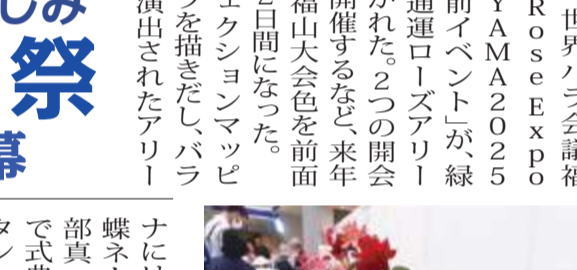 世界バラ会議福
Rose Expo
YAMA2025
前イベント」が、緑
通運ローズアリー
かれた。2つの開会
開催するなど、来年
福山大会色を前面
2日間になった。
ェクションマッピ
を描きだし、バラ
演出されたアリー
ナに
蝶ネ
部真
で式典
タン
しみ
祭
幕